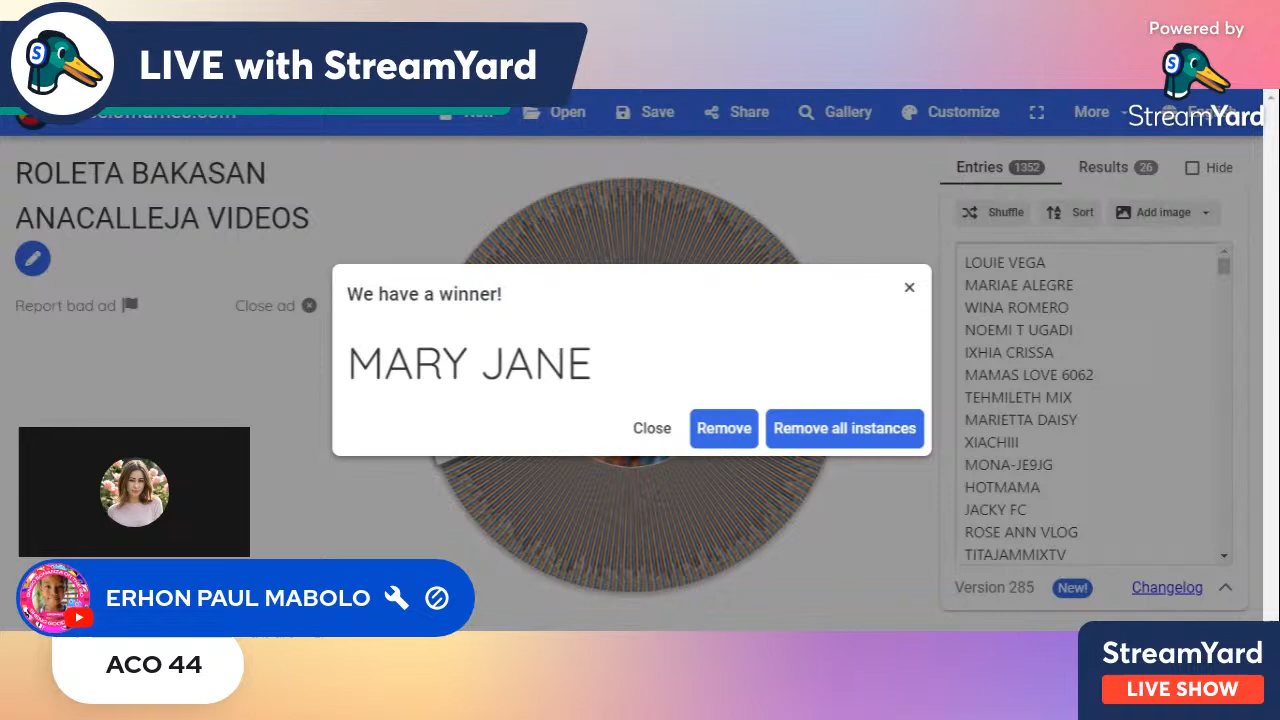 LIVE with StreamYard
Powered by
StreamYard
Open
Save
Share
Gallery
Customize
More
ROLETA BAKASAN
ANACALLEJA VIDEOS
Report bad ad
Close ad
Entries 1352
Results 26
Hide
Shuffle
Sort
Add image
LOUIE VEGA
MARIAE ALEGRE
WINA ROMERO
NOEMI T UGADI
IXHIA CRISSA
MAMAS LOVE 6062
TEHMILETH MIX
MARIETTA DAISY
XIACHIII
MONA-JE9JG
HOTMAMA
JACKY FC
ROSE ANN VLOG
TITAJAMMIXTV
We have a winner!
MARY JANE
Close
Remove
Remove all instances
Version 285
New!
Changelog
ERHON PAUL MABOLO
ACO 44
StreamYard
LIVE SHOW